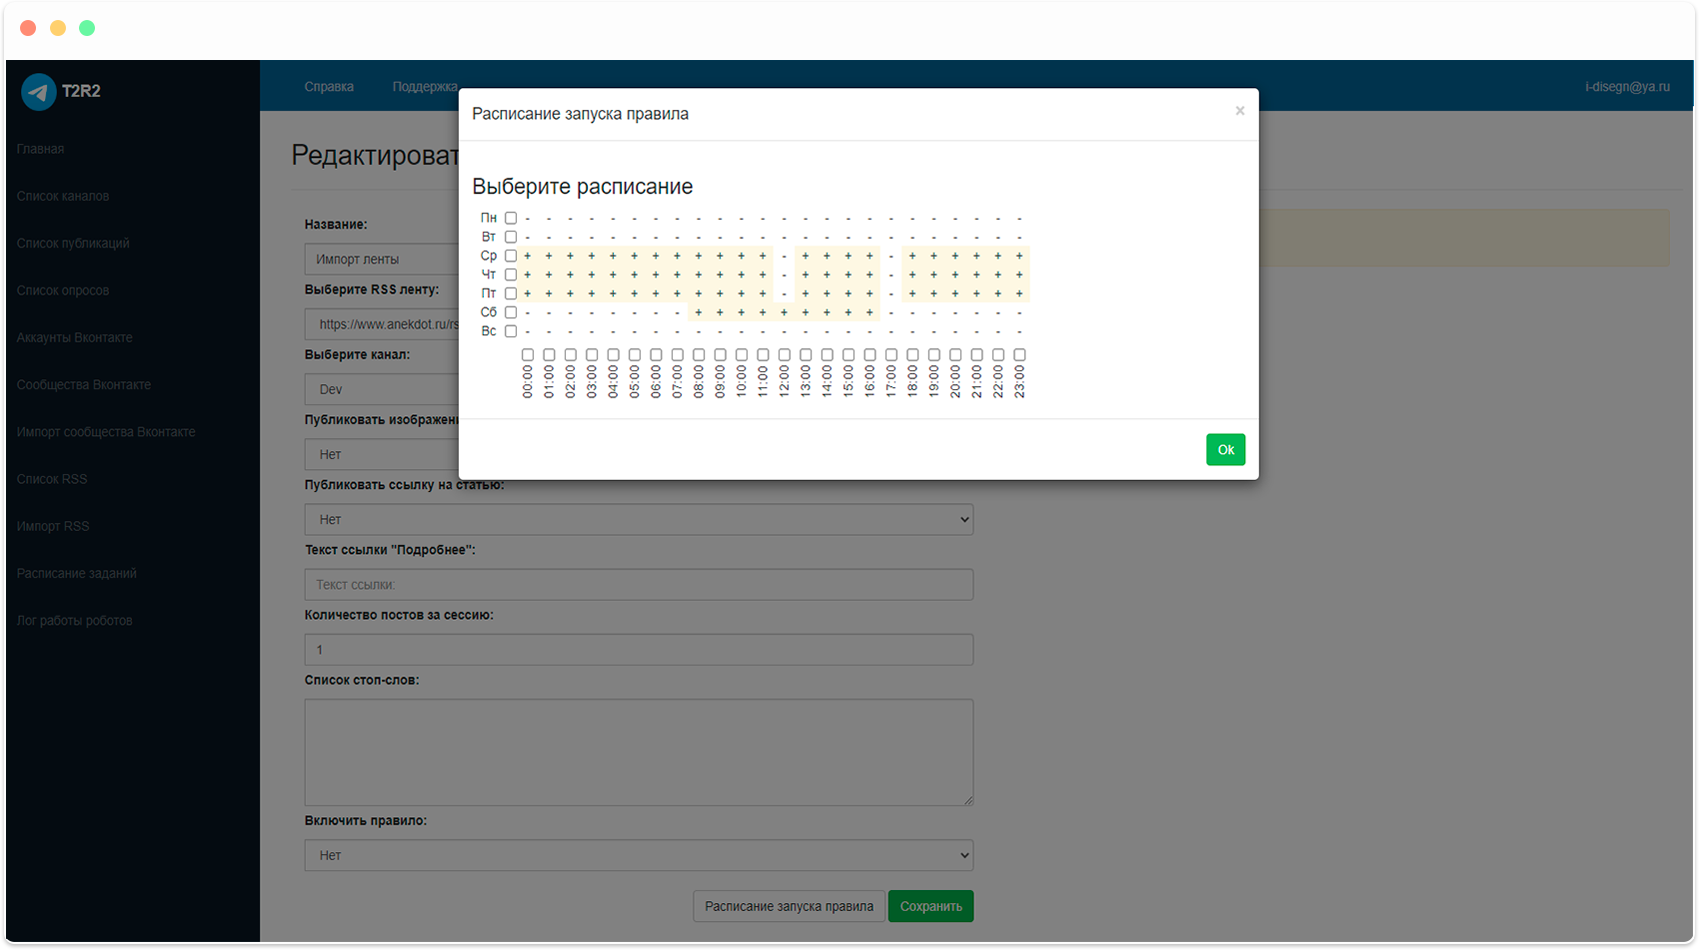 T2R2
Справка
Поддержка
i-disegn@ya.ru
Главная
Список каналов
Список публикаций
Список опросов
Аккаунты Вконтакте
Сообщества Вконтакте
Импорт сообщества Вконтакте
Список RSS
Импорт RSS
Расписание заданий
Лог работы роботов
Редактироват
Название:
Импорт ленты
Выберите RSS ленту:
https://www.anekdot.ru/rs
Выберите канал:
Dev
Публиковать изображен
Нет
Публиковать ссылку на статью:
Нет
Текст ссылки "Подробнее":
Текст ссылки:
Количество постов за сессию:
1
Список стоп-слов:
Включить правило:
Нет
Расписание запуска правила
Сохранить
Расписание запуска правила ×
Выберите расписание
Пн - - - - - - - - - - - - - - - - - - - - - - - -
Вт - - - - - - - - - - - - - - - - - - - - - - - -
Ср + + + + + + + + + + + + - + + + + - + + + + + +
Чт + + + + + + + + + + + + - + + + + - + + + + + +
Пт + + + + + + + + + + + + - + + + + - + + + + + +
Сб - - - - - - - - + + + + + + + + + - - - - - - -
Вс - - - - - - - - - - - - - - - - - - - - - - - -
00:00 01:00 02:00 03:00 04:00 05:00 06:00 07:00 08:00 09:00 10:00 11:00 12:00 13:00 14:00 15:00 16:00 17:00 18:00 19:00 20:00 21:00 22:00 23:00
Ok